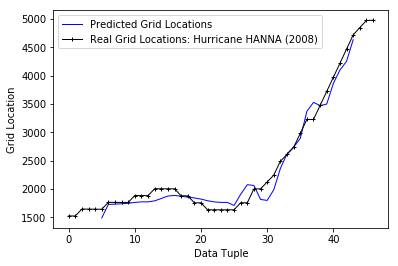 Predicted Grid Locations
Real Grid Locations: Hurricane HANNA (2008)
5000
4500
4000
3500
3000
2500
2000
1500
Grid Location
0 10 20 30 40
Data Tuple